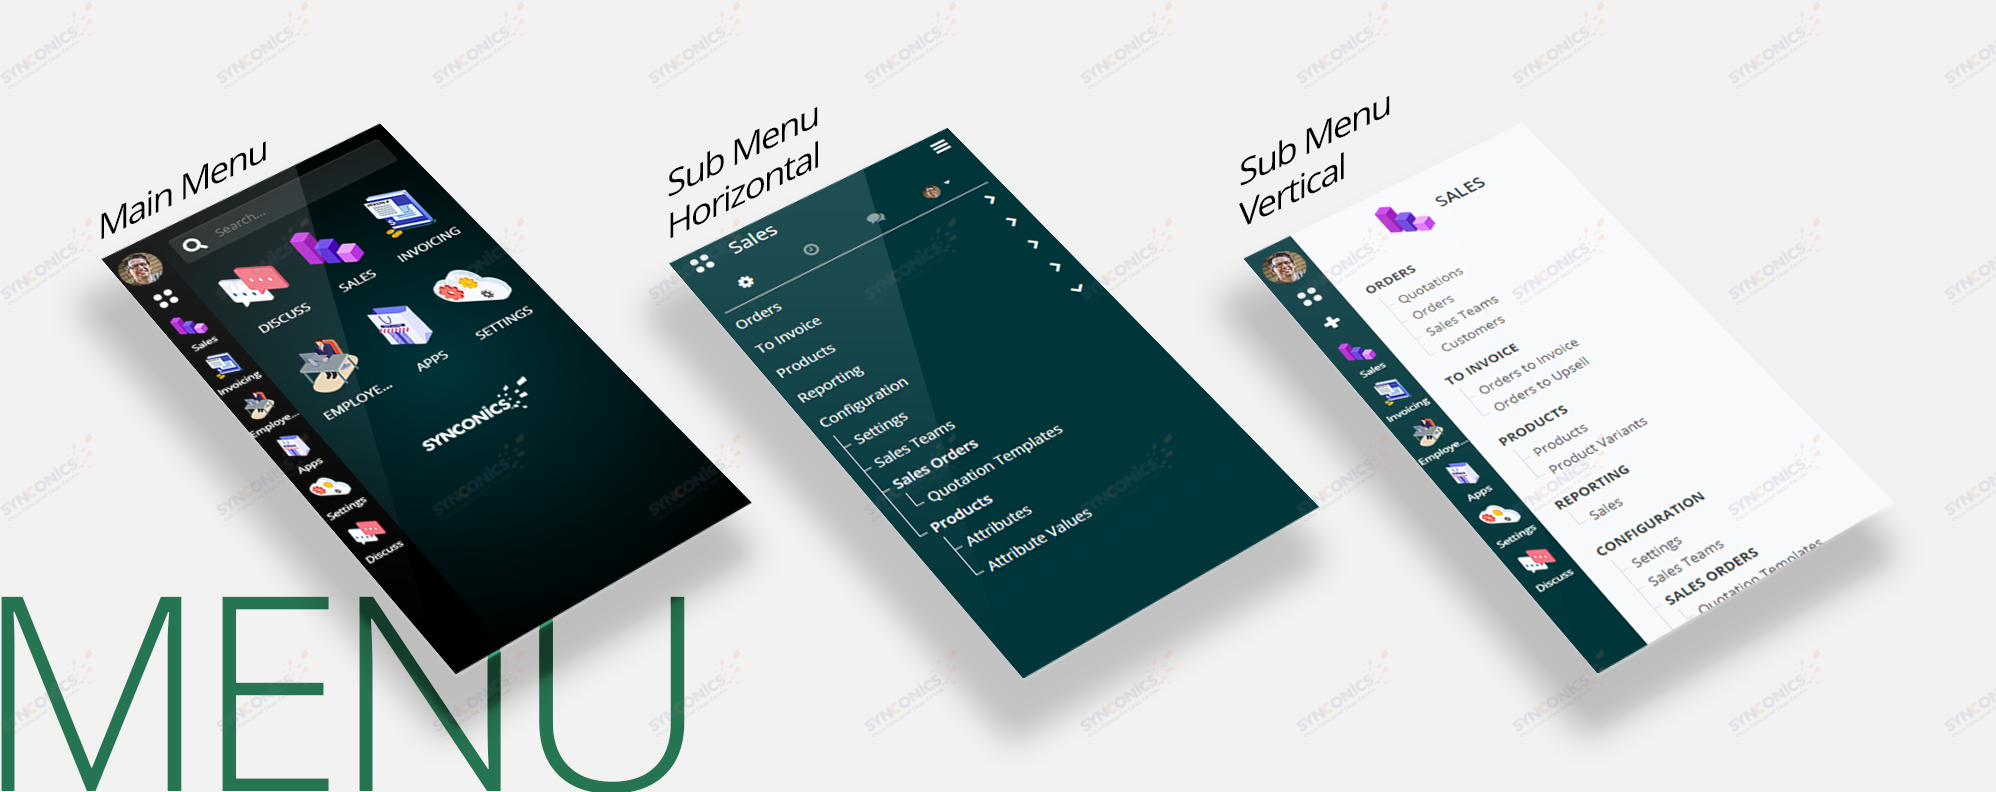 Main Menu
Search...
DISCUSS
SALES
INVOICING
EMPLOYE...
APPS
SETTINGS
SYNCONICS
Sales
Invoicing
Employe...
Apps
Settings
Discuss
Sub Menu
Horizontal
Sales
Orders
To Invoice
Products
Reporting
Configuration
Settings
Sales Teams
Sales Orders
Quotation Templates
Products
Attributes
Attribute Values
Sub Menu
Vertical
SALES
Sales
Invoicing
Employe...
Apps
Settings
Discuss
ORDERS
Quotations
Orders
Sales Teams
Customers
TO INVOICE
Orders to Invoice
Orders to Upsell
PRODUCTS
Products
Product Variants
REPORTING
Sales
CONFIGURATION
Settings
Sales Teams
SALES ORDERS
Quotation Templates
MENU